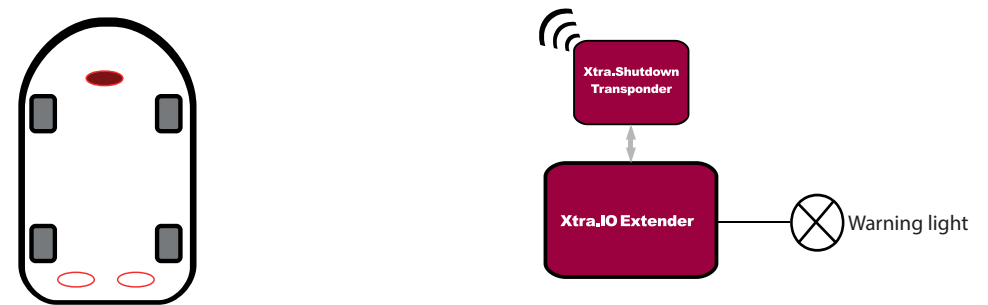 Xtra.Shutdown
Transponder
Xtra.IO Extender
Warning light